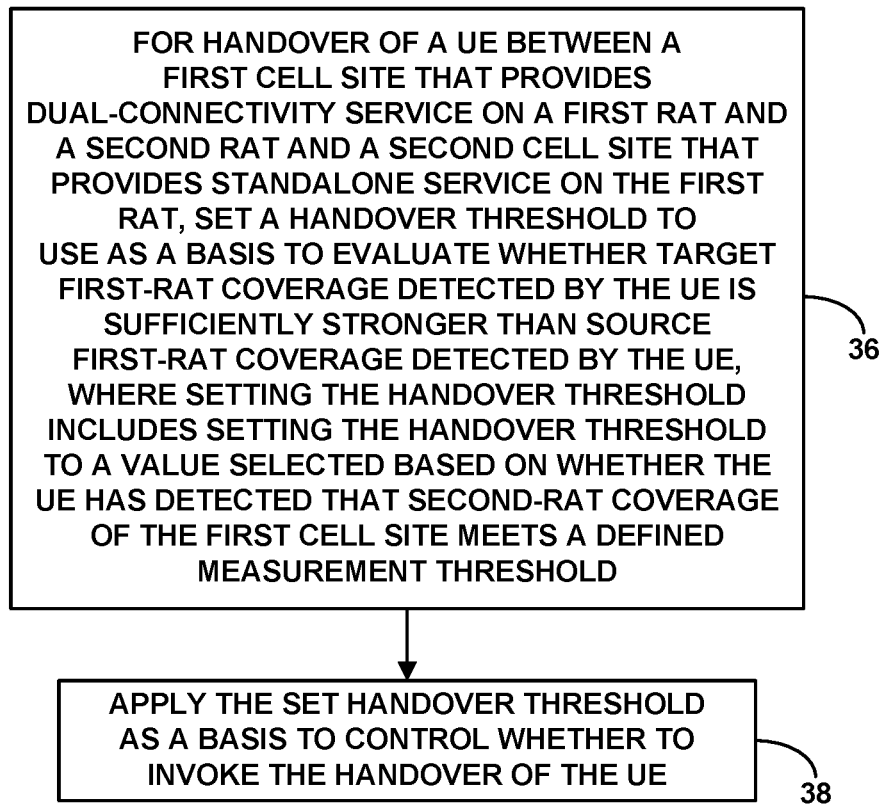 FOR HANDOVER OF A UE BETWEEN A
FIRST CELL SITE THAT PROVIDES
DUAL-CONNECTIVITY SERVICE ON A FIRST RAT AND
A SECOND RAT AND A SECOND CELL SITE THAT
PROVIDES STANDALONE SERVICE ON THE FIRST
RAT, SET A HANDOVER THRESHOLD TO
USE AS A BASIS TO EVALUATE WHETHER TARGET
FIRST-RAT COVERAGE DETECTED BY THE UE IS
SUFFICIENTLY STRONGER THAN SOURCE
FIRST-RAT COVERAGE DETECTED BY THE UE,
WHERE SETTING THE HANDOVER THRESHOLD
INCLUDES SETTING THE HANDOVER THRESHOLD
TO A VALUE SELECTED BASED ON WHETHER THE
UE HAS DETECTED THAT SECOND-RAT COVERAGE
OF THE FIRST CELL SITE MEETS A DEFINED
MEASUREMENT THRESHOLD
36
APPLY THE SET HANDOVER THRESHOLD
AS A BASIS TO CONTROL WHETHER TO
INVOKE THE HANDOVER OF THE UE
38